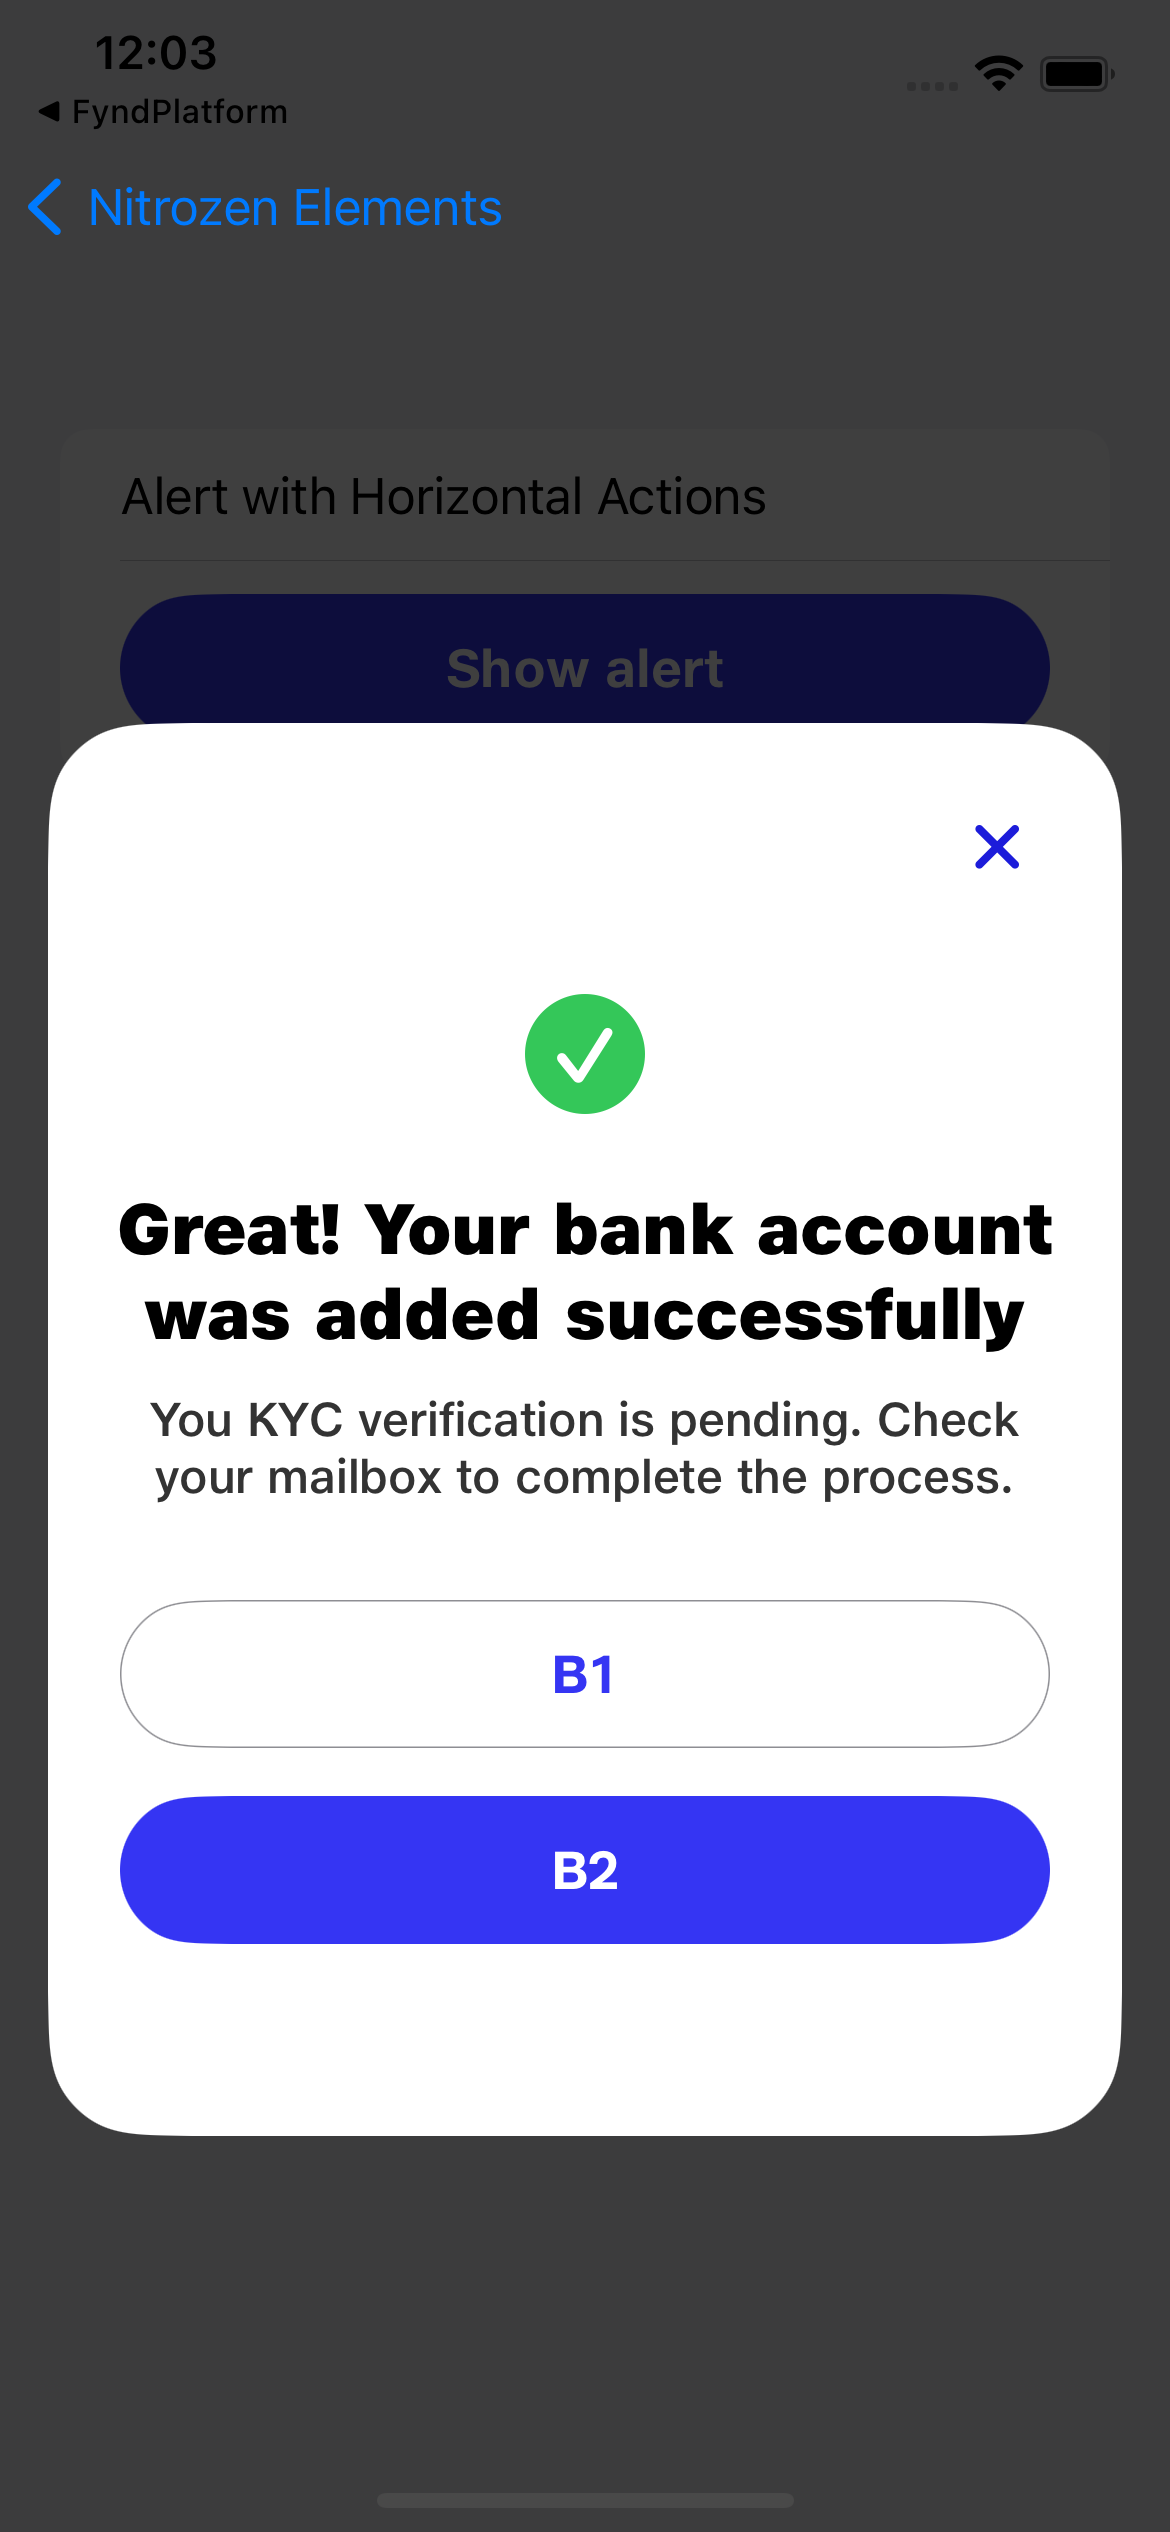 12:03
◀ FyndPlatform
Nitrozen Elements
Alert with Horizontal Actions
Show alert
Great! Your bank account
was added successfully
You KYC verification is pending. Check
your mailbox to complete the process.
B1
B2